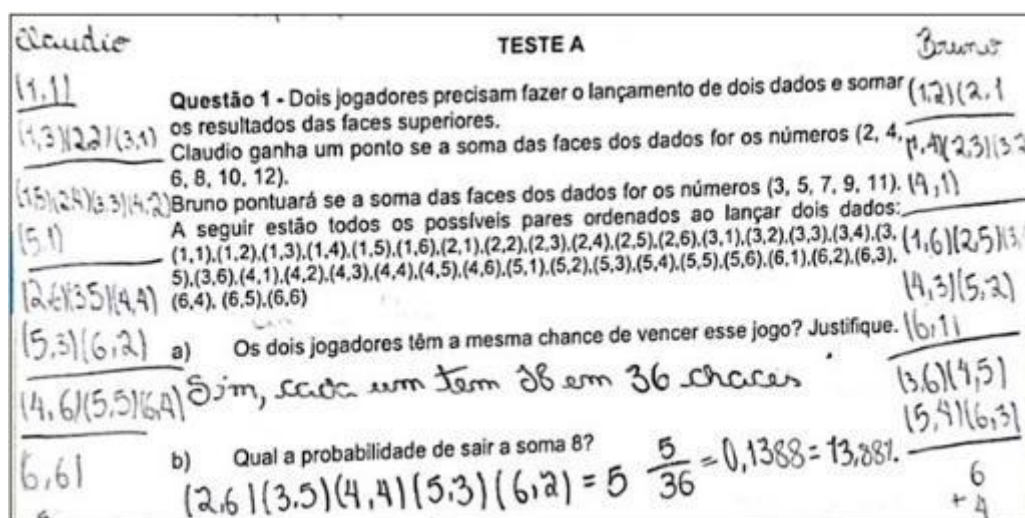 Claudio
TESTE A
Bruno
(1,1)
(1,3)(2,2)(3,1)
(1,5)(2,4)(3,3)(4,2)
(5,1)
(2,6)(3,5)(4,4)
(5,3)(6,2)
(4,6)(5,5)(6,4)
6,6)
Questão 1 - Dois jogadores precisam fazer o lançamento de dois dados e somar
os resultados das faces superiores.
Claudio ganha um ponto se a soma das faces dos dados for os números (2, 4,
6, 8, 10, 12).
Bruno pontuará se a soma das faces dos dados for os números (3, 5, 7, 9, 11).
A seguir estão todos os possíveis pares ordenados ao lançar dois dados:
(1,1),(1,2),(1,3),(1,4),(1,5),(1,6),(2,1),(2,2),(2,3),(2,4),(2,5),(2,6),(3,1),(3,2),(3,3),(3,4),(3,
5),(3,6),(4,1),(4,2),(4,3),(4,4),(4,5),(4,6),(5,1),(5,2),(5,3),(5,4),(5,5),(5,6),(6,1),(6,2),(6,3),
(6,4), (6,5),(6,6)
a) Os dois jogadores têm a mesma chance de vencer esse jogo? Justifique.
Sim, cada um tem 18 em 36 chaces
b) Qual a probabilidade de sair a soma 8?
(2,6)(3,5)(4,4)(5,3)(6,2) = 5 5/36 = 0,1388 = 13,88%
(1,2)(2,1
(1,4)(2,3)(3,2
(4,1)
(1,6)(2,5)(3,
(4,3)(5,2)
(6,1)
(3,6)(4,5)
(5,4)(6,3)
6
+ 4